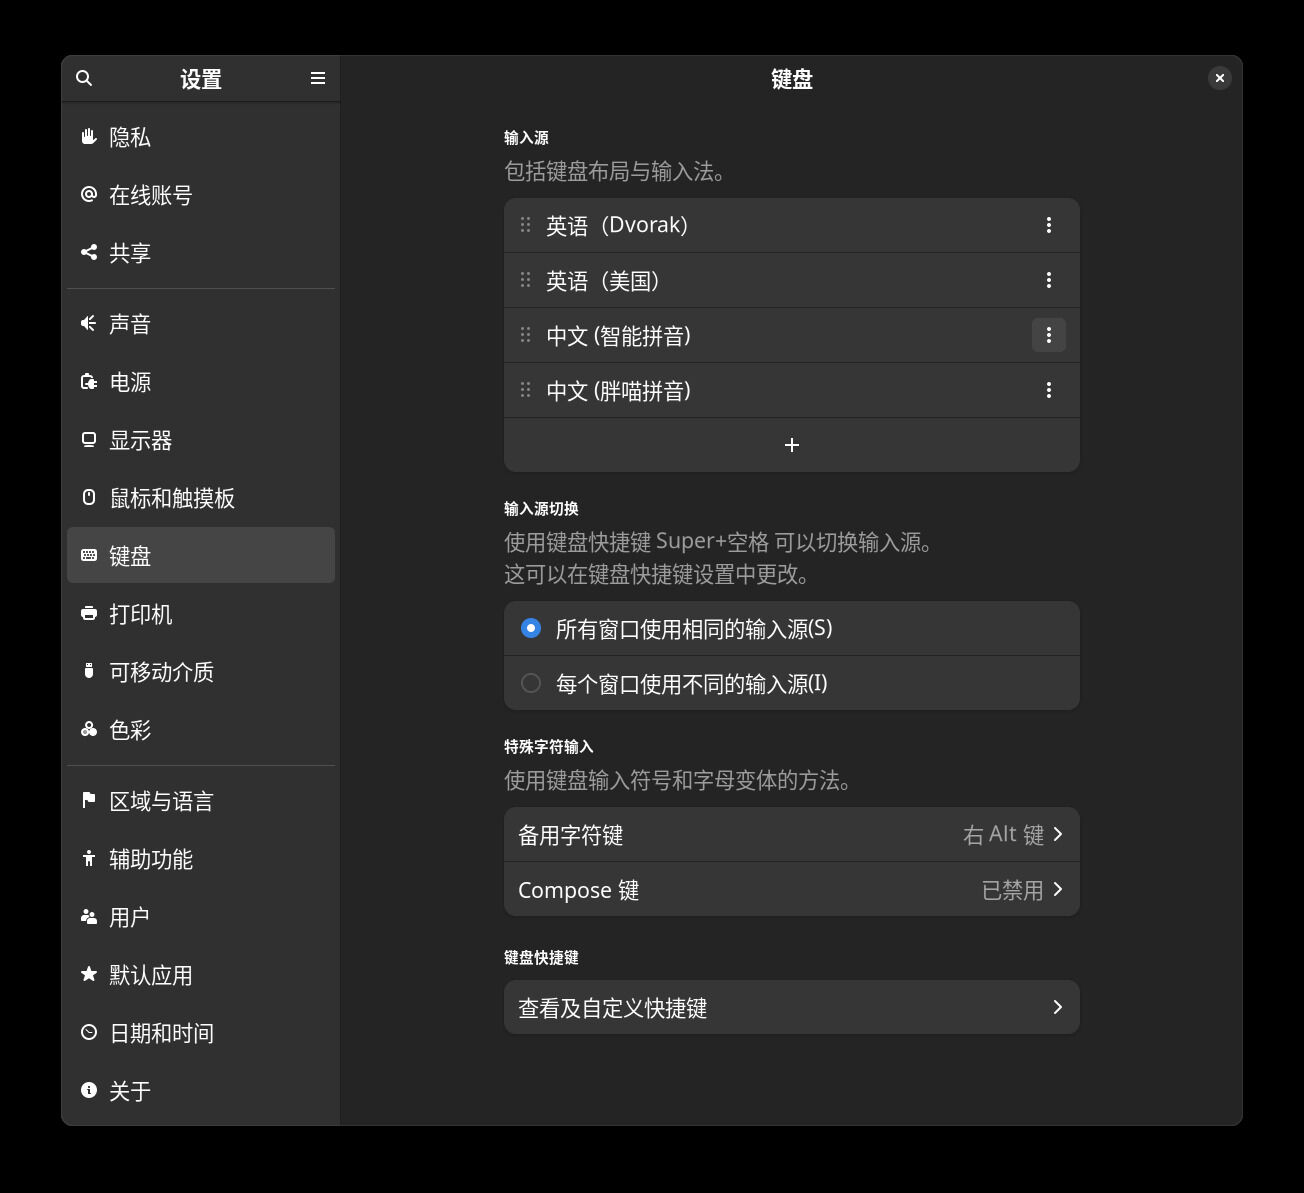 设置
隐私
在线账号
共享
声音
电源
显示器
鼠标和触摸板
键盘
打印机
可移动介质
色彩
区域与语言
辅助功能
用户
默认应用
日期和时间
关于
键盘
输入源
包括键盘布局与输入法。
英语（Dvorak）
英语（美国）
中文 (智能拼音)
中文 (胖喵拼音)
输入源切换
使用键盘快捷键 Super+空格 可以切换输入源。
这可以在键盘快捷键设置中更改。
所有窗口使用相同的输入源(S)
每个窗口使用不同的输入源(I)
特殊字符输入
使用键盘输入符号和字母变体的方法。
备用字符键 右 Alt 键
Compose 键 已禁用
键盘快捷键
查看及自定义快捷键